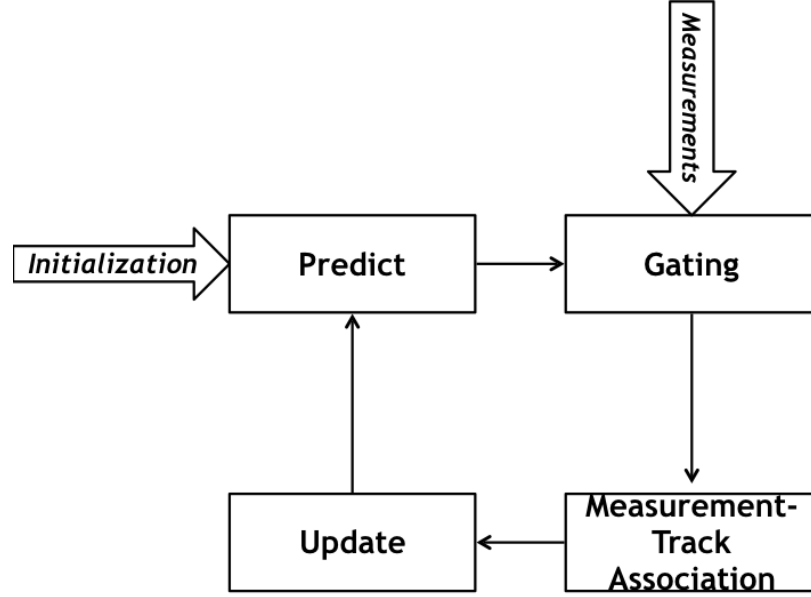 Measurements
Initialization
Predict
Gating
Update
Measurement-
Track
Association